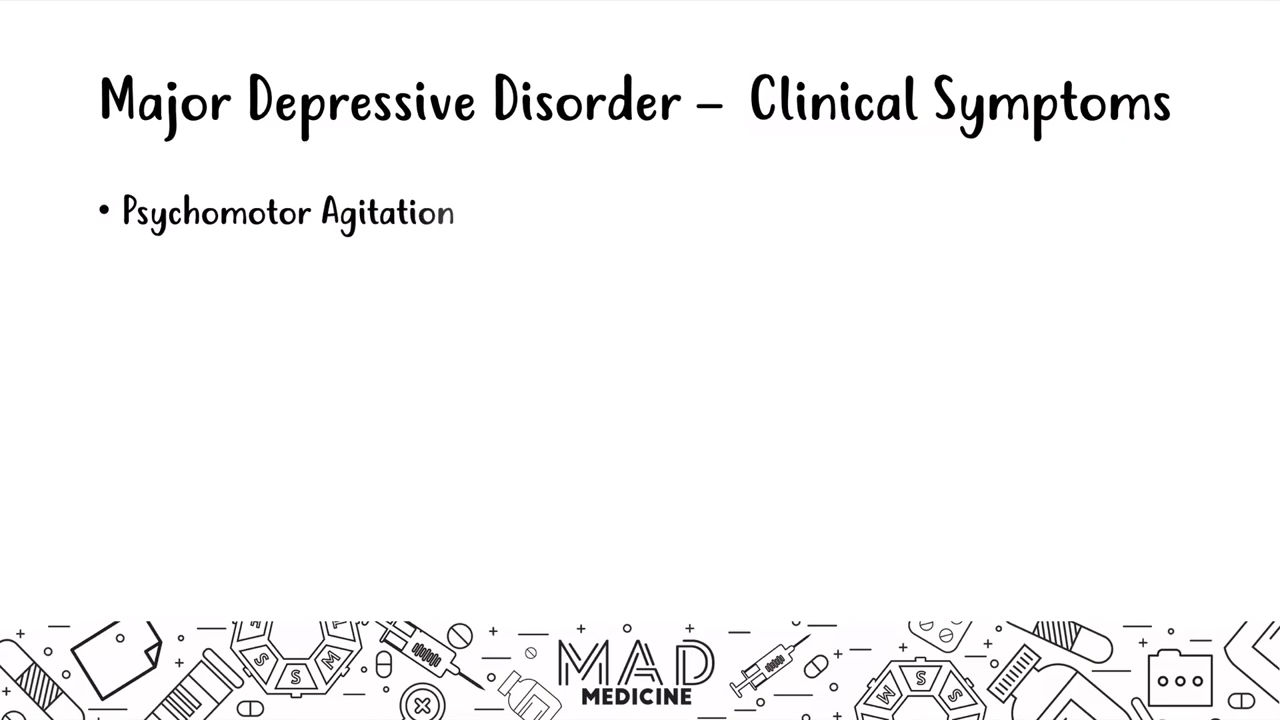 Major Depressive Disorder – Clinical Symptoms
• Psychomotor Agitation
MAD
MEDICINE